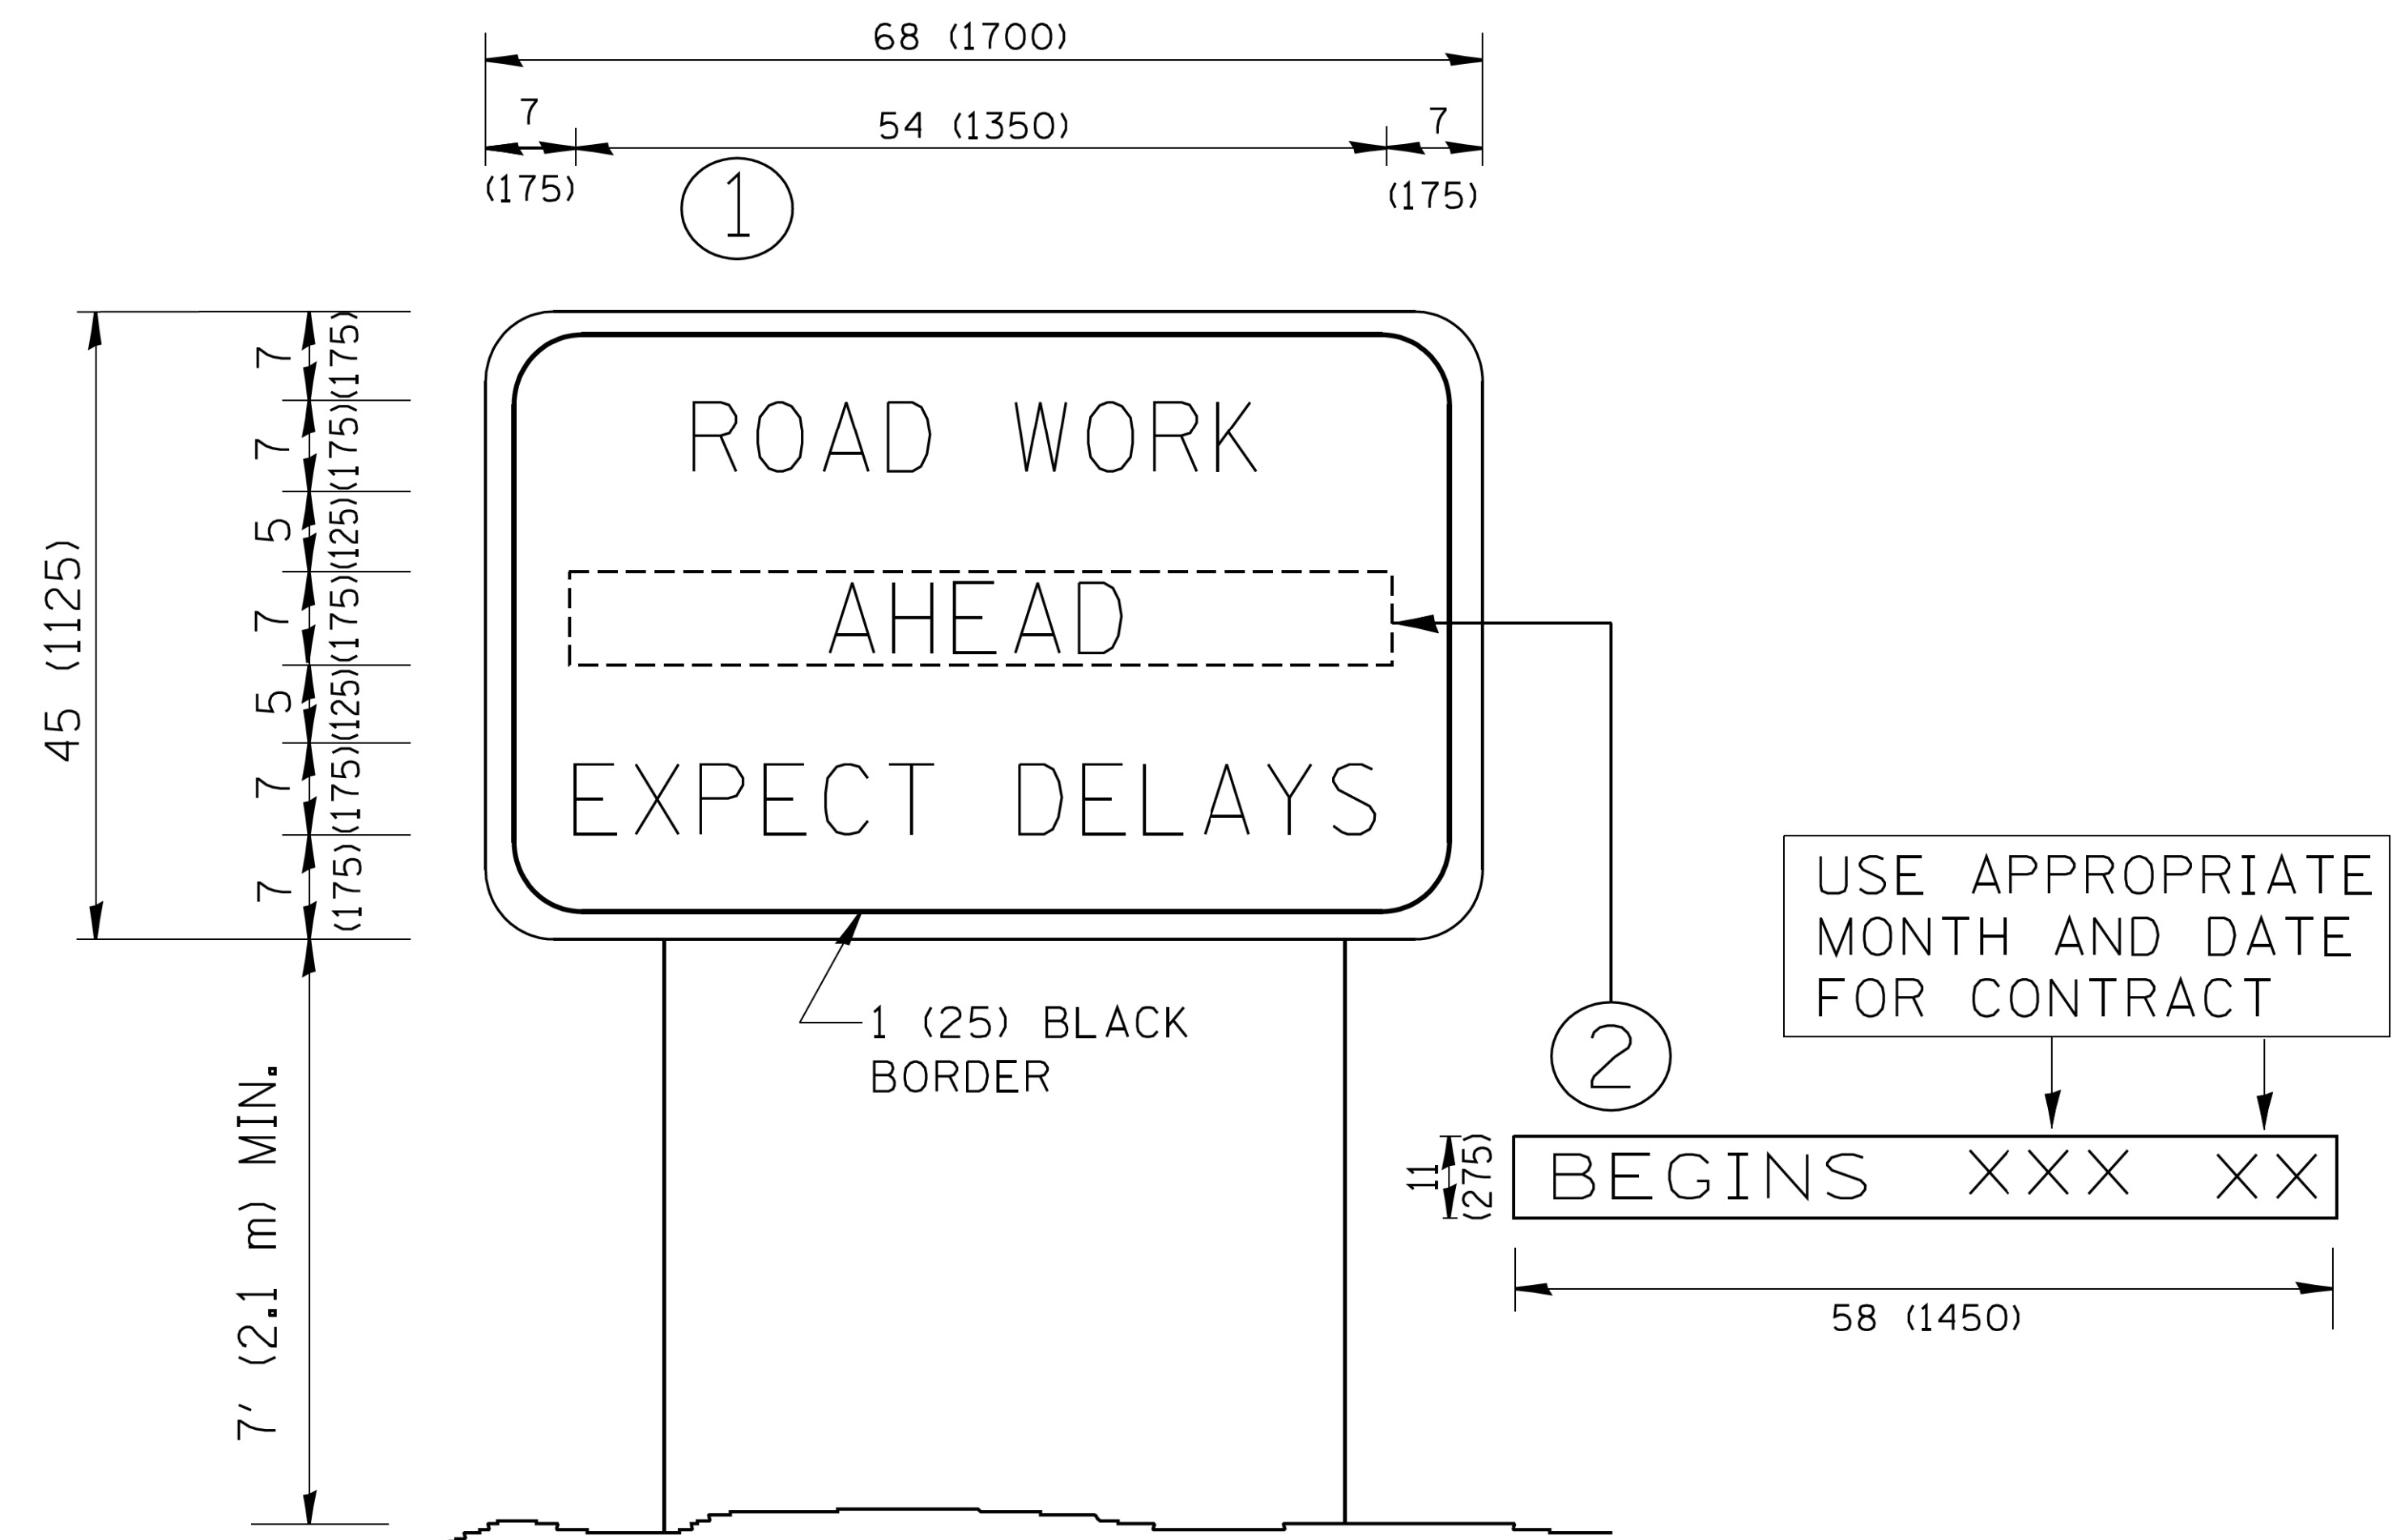 68 (1700)
7
54 (1350)
7
(175)
(175)
1
45 (1125)
7 (175)
7 (175)
5 (125)
7 (175)
5 (125)
7 (175)
7 (175)
7' (2.1 m) MIN.
ROAD WORK
AHEAD
EXPECT DELAYS
1 (25) BLACK
BORDER
2
USE APPROPRIATE
MONTH AND DATE
FOR CONTRACT
11
(275)
BEGINS XXX XX
58 (1450)